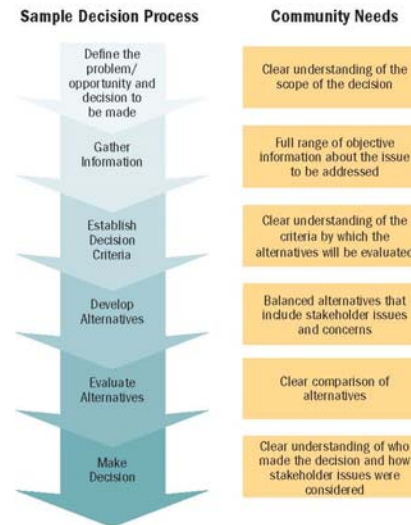 Sample Decision Process
Community Needs
Define the
problem/
opportunity and
decision to
be made
Clear understanding of the
scope of the decision
Gather
Information
Full range of objective
information about the issue
to be addressed
Establish
Decision
Criteria
Clear understanding of the
criteria by which the
alternatives will be evaluated
Develop
Alternatives
Balanced alternatives that
include stakeholder issues
and concerns
Evaluate
Alternatives
Clear comparison of
alternatives
Make
Decision
Clear understanding of who
made the decision and how
stakeholder issues were
considered